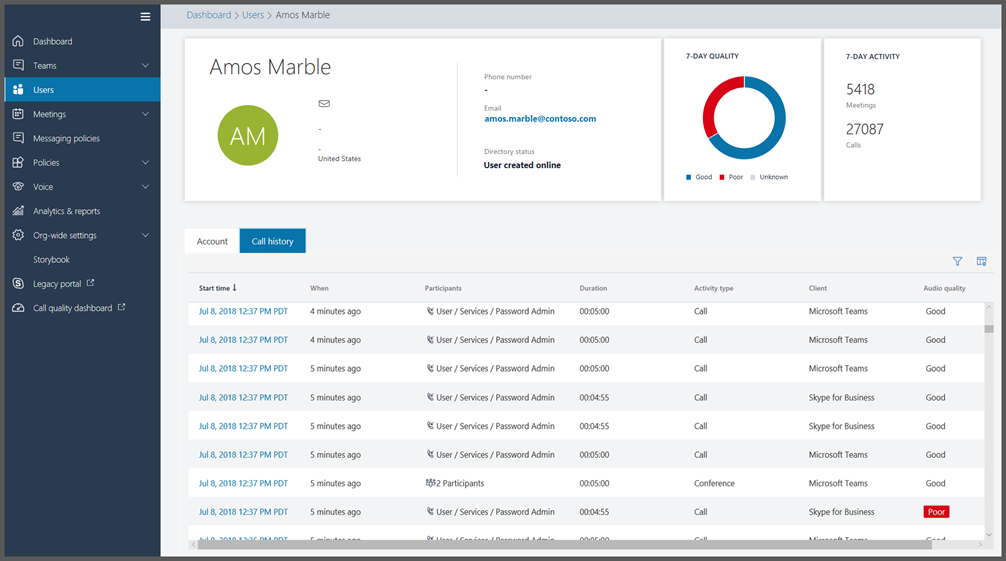 Dashboard > Users > Amos Marble
Dashboard
Teams
Users
Meetings
Messaging policies
Policies
Voice
Analytics & reports
Org-wide settings
Storybook
Legacy portal
Call quality dashboard
Amos Marble
AM
-
-
United States
Phone number
-
Email
amos.marble@contoso.com
Directory status
User created online
7-DAY QUALITY
Good Poor Unknown
7-DAY ACTIVITY
5418
Meetings
27087
Calls
Account Call history
Start time ↓ When Participants Duration Activity type Client Audio quality
Jul 8, 2018 12:37 PM PDT 4 minutes ago User / Services / Password Admin 00:05:00 Call Microsoft Teams Good
Jul 8, 2018 12:37 PM PDT 4 minutes ago User / Services / Password Admin 00:05:00 Call Microsoft Teams Good
Jul 8, 2018 12:37 PM PDT 5 minutes ago User / Services / Password Admin 00:05:00 Call Microsoft Teams Good
Jul 8, 2018 12:37 PM PDT 5 minutes ago User / Services / Password Admin 00:04:55 Call Skype for Business Good
Jul 8, 2018 12:37 PM PDT 5 minutes ago User / Services / Password Admin 00:04:55 Call Skype for Business Good
Jul 8, 2018 12:37 PM PDT 5 minutes ago User / Services / Password Admin 00:05:00 Call Microsoft Teams Good
Jul 8, 2018 12:37 PM PDT 5 minutes ago 2 Participants 00:05:00 Conference Microsoft Teams Good
Jul 8, 2018 12:37 PM PDT 5 minutes ago User / Services / Password Admin 00:04:55 Call Skype for Business Poor